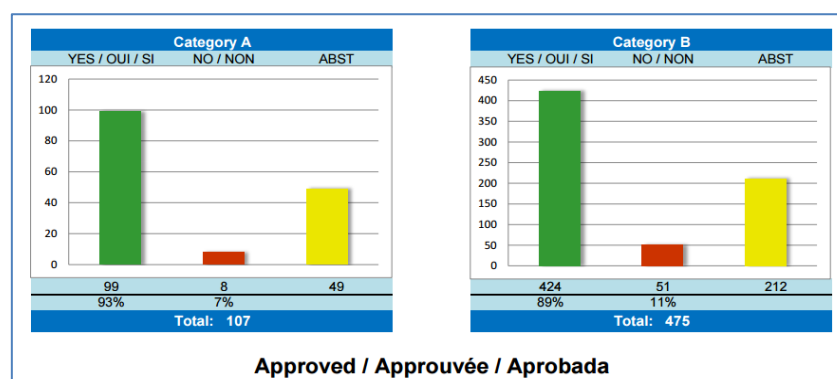 Category A
YES / OUI / SI NO / NON ABST
120
100
80
60
40
20
0
99 8 49
93% 7%
Total: 107
Category B
YES / OUI / SI NO / NON ABST
450
400
350
300
250
200
150
100
50
0
424 51 212
89% 11%
Total: 475
Approved / Approuvée / Aprobada